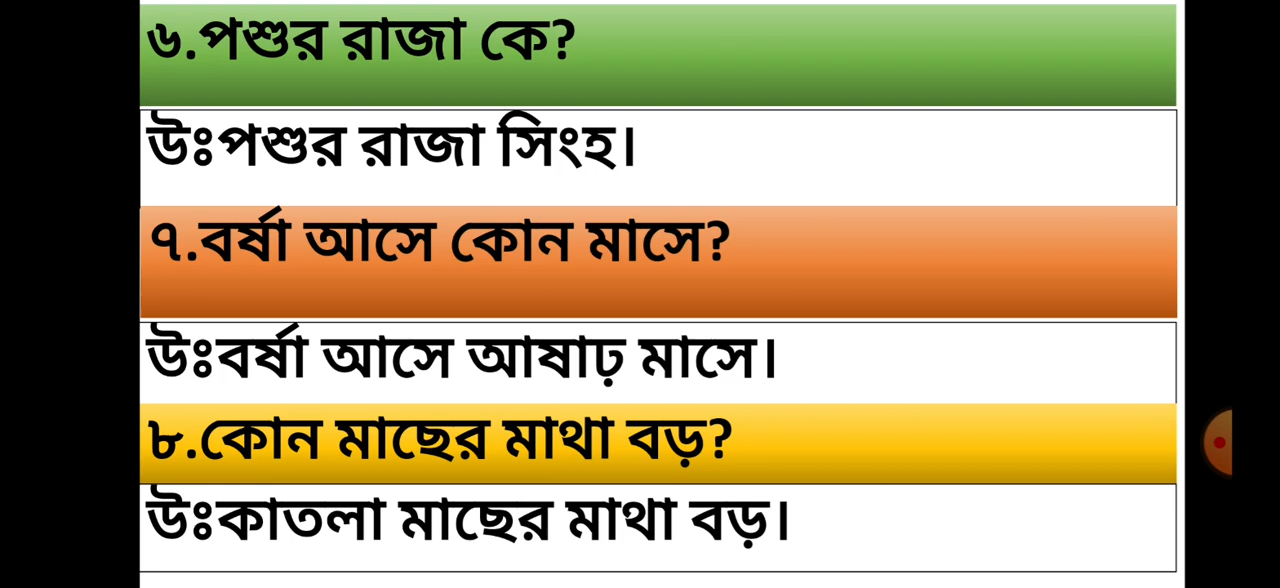 ৬.পশুর রাজা কে?
উঃপশুর রাজা সিংহ।
৭.বর্ষা আসে কোন মাসে?
উঃবর্ষা আসে আষাঢ় মাসে।
৮.কোন মাছের মাথা বড়?
উঃকাতলা মাছের মাথা বড়।